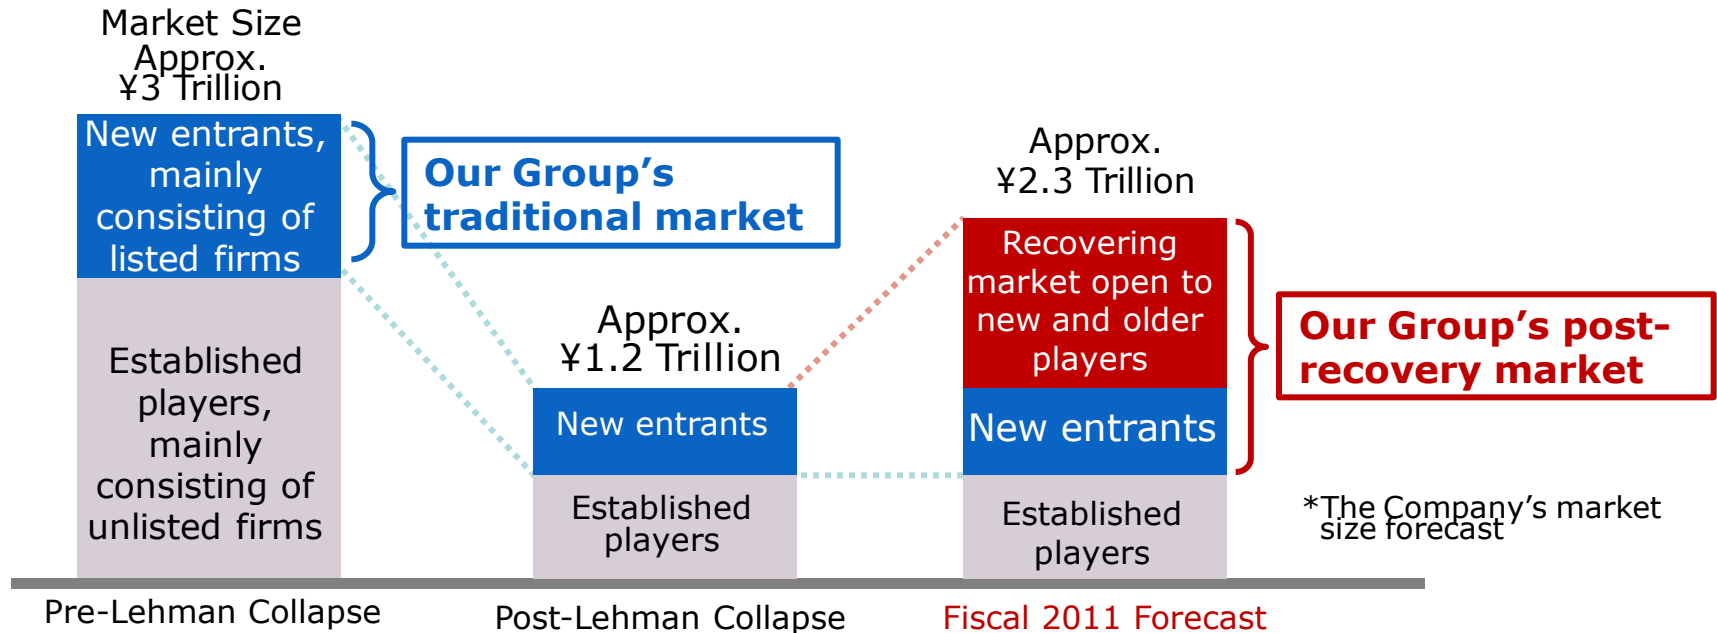 Market Size
Approx.
¥3 Trillion
New entrants,
mainly
consisting of
listed firms
Established
players,
mainly
consisting of
unlisted firms
Pre-Lehman Collapse
Our Group’s
traditional market
Approx.
¥1.2 Trillion
New entrants
Established
players
Post-Lehman Collapse
Approx.
¥2.3 Trillion
Recovering
market open to
new and older
players
New entrants
Established
players
Fiscal 2011 Forecast
Our Group’s post-
recovery market
*The Company’s market
size forecast